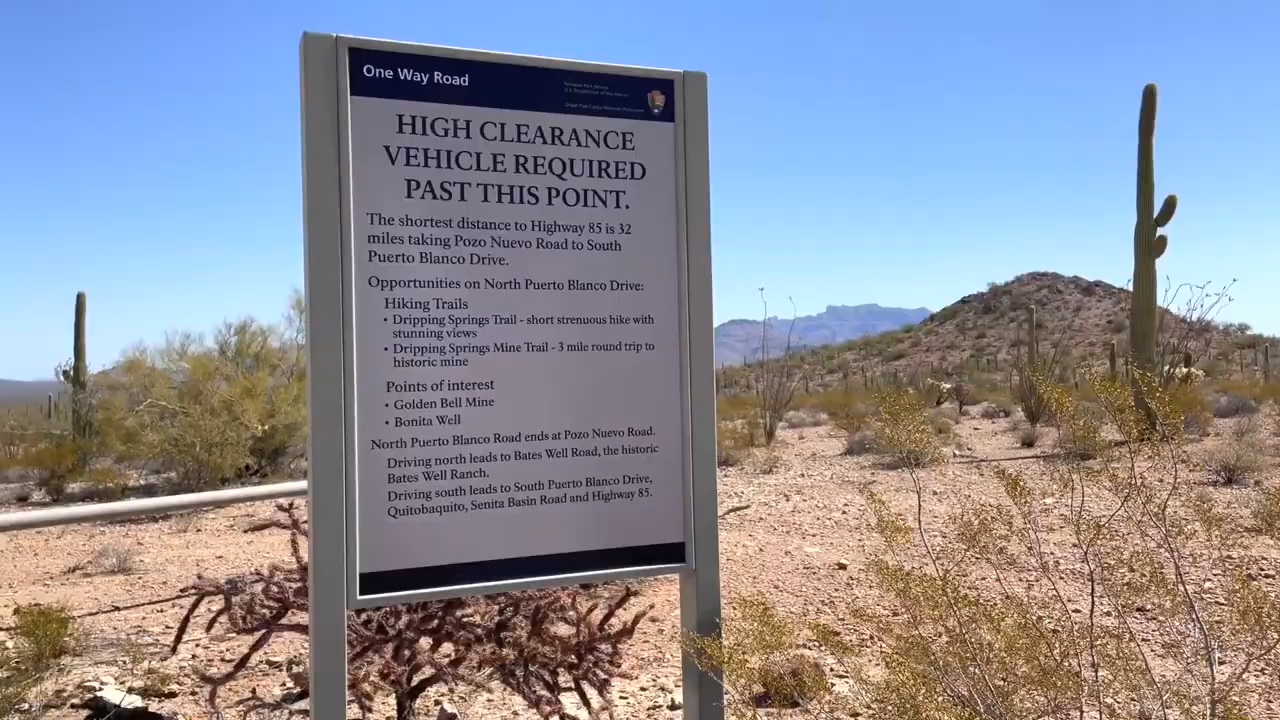 One Way Road
National Park Service
U.S. Department of the Interior
Organ Pipe Cactus National Monument
HIGH CLEARANCE
VEHICLE REQUIRED
PAST THIS POINT.
The shortest distance to Highway 85 is 32
miles taking Pozo Nuevo Road to South
Puerto Blanco Drive.
Opportunities on North Puerto Blanco Drive:
Hiking Trails
• Dripping Springs Trail - short strenuous hike with
stunning views
• Dripping Springs Mine Trail - 3 mile round trip to
historic mine
Points of interest
• Golden Bell Mine
• Bonita Well
North Puerto Blanco Road ends at Pozo Nuevo Road.
Driving north leads to Bates Well Road, the historic
Bates Well Ranch.
Driving south leads to South Puerto Blanco Drive,
Quitobaquito, Senita Basin Road and Highway 85.